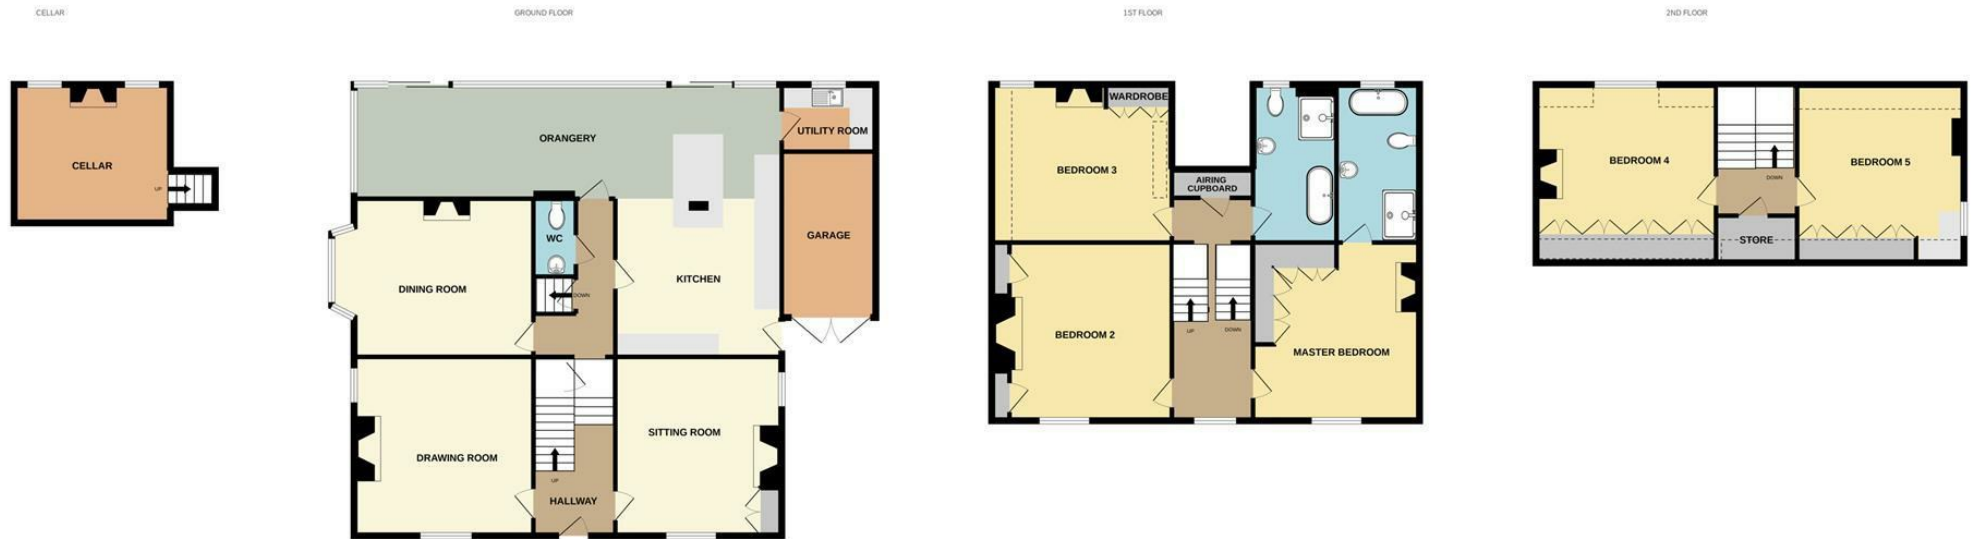 CELLAR
GROUND FLOOR
1ST FLOOR
2ND FLOOR
CELLAR
UP
ORANGERY
UTILITY ROOM
WC
GARAGE
KITCHEN
DINING ROOM
DOWN
SITTING ROOM
DRAWING ROOM
UP
HALLWAY
WARDROBE
BEDROOM 3
AIRING
CUPBOARD
BEDROOM 2
UP
DOWN
MASTER BEDROOM
BEDROOM 4
BEDROOM 5
DOWN
STORE